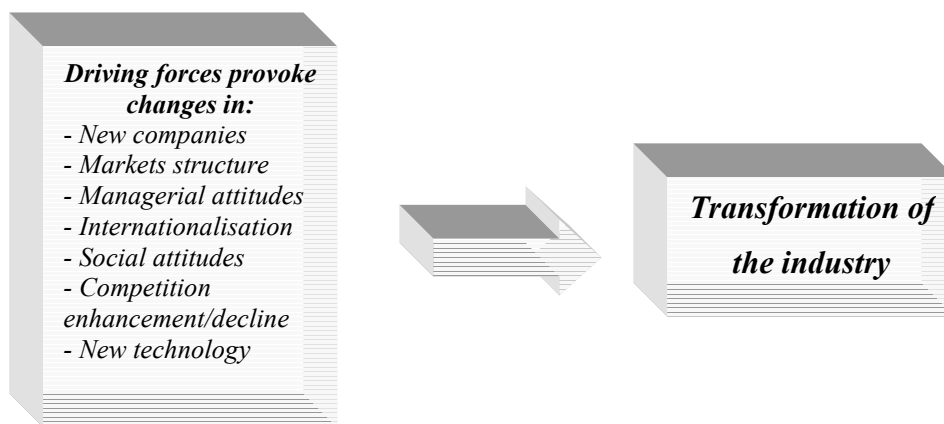 Driving forces provoke
changes in:
- New companies
- Markets structure
- Managerial attitudes
- Internationalisation
- Social attitudes
- Competition
enhancement/decline
- New technology
Transformation of
the industry